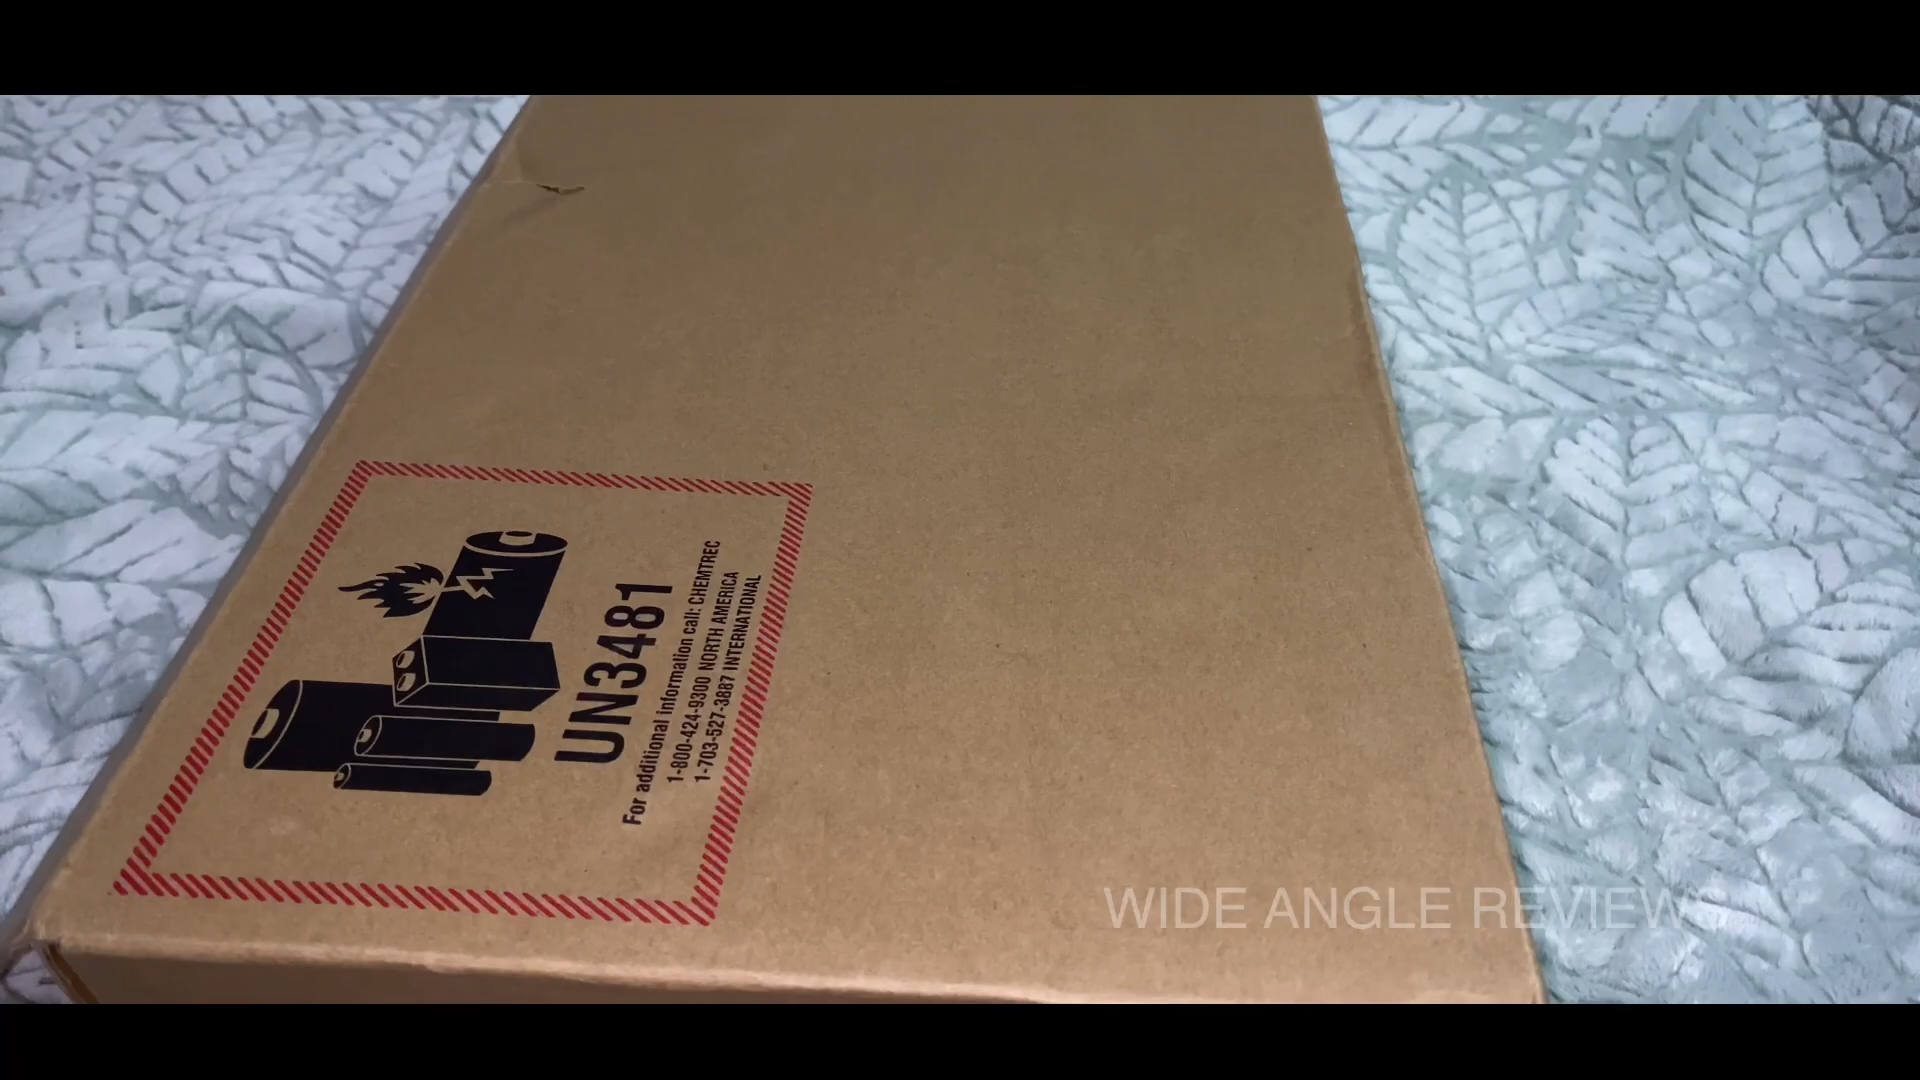 UN3481
For additional information call: CHEMTREC
1-800-424-9300 NORTH AMERICA
1-703-527-3887 INTERNATIONAL
WIDE ANGLE REVIEWS